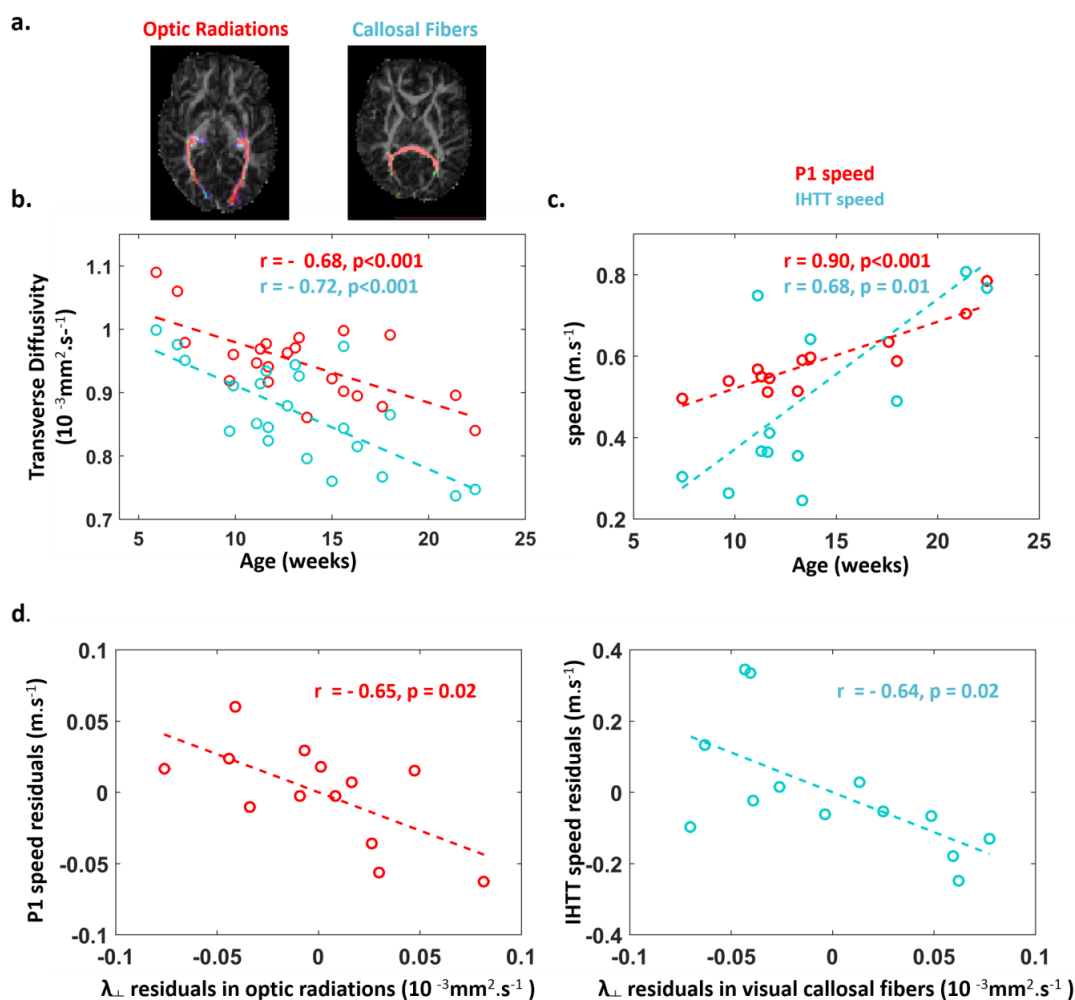 a.
Optic Radiations
Callosal Fibers
b.
1.1
1
0.9
0.8
0.7
r = - 0.68, p<0.001
r = - 0.72, p<0.001
5
10
15
20
25
Age (weeks)
Transverse Diffusivity
(10 ⁻³mm².s-⁻¹)
P1 speed
IHTT speed
c.
0.8
0.6
0.4
0.2
r = 0.90, p<0.001
r = 0.68, p = 0.01
5
10
15
20
25
Age (weeks)
speed (m.s⁻¹)
d.
0.1
0.05
0
-0.05
-0.1
r = - 0.65, p = 0.02
-0.1
-0.05
0
0.05
0.1
P1 speed residuals (m.s⁻¹)
λ⊥ residuals in optic radiations (10 ⁻³mm².s⁻¹)
0.4
0.2
0
-0.2
-0.4
r = - 0.64, p = 0.02
-0.1
-0.05
0
0.05
0.1
IHTT speed residuals (m.s⁻¹)
λ⊥ residuals in visual callosal fibers (10 ⁻³mm².s⁻¹)